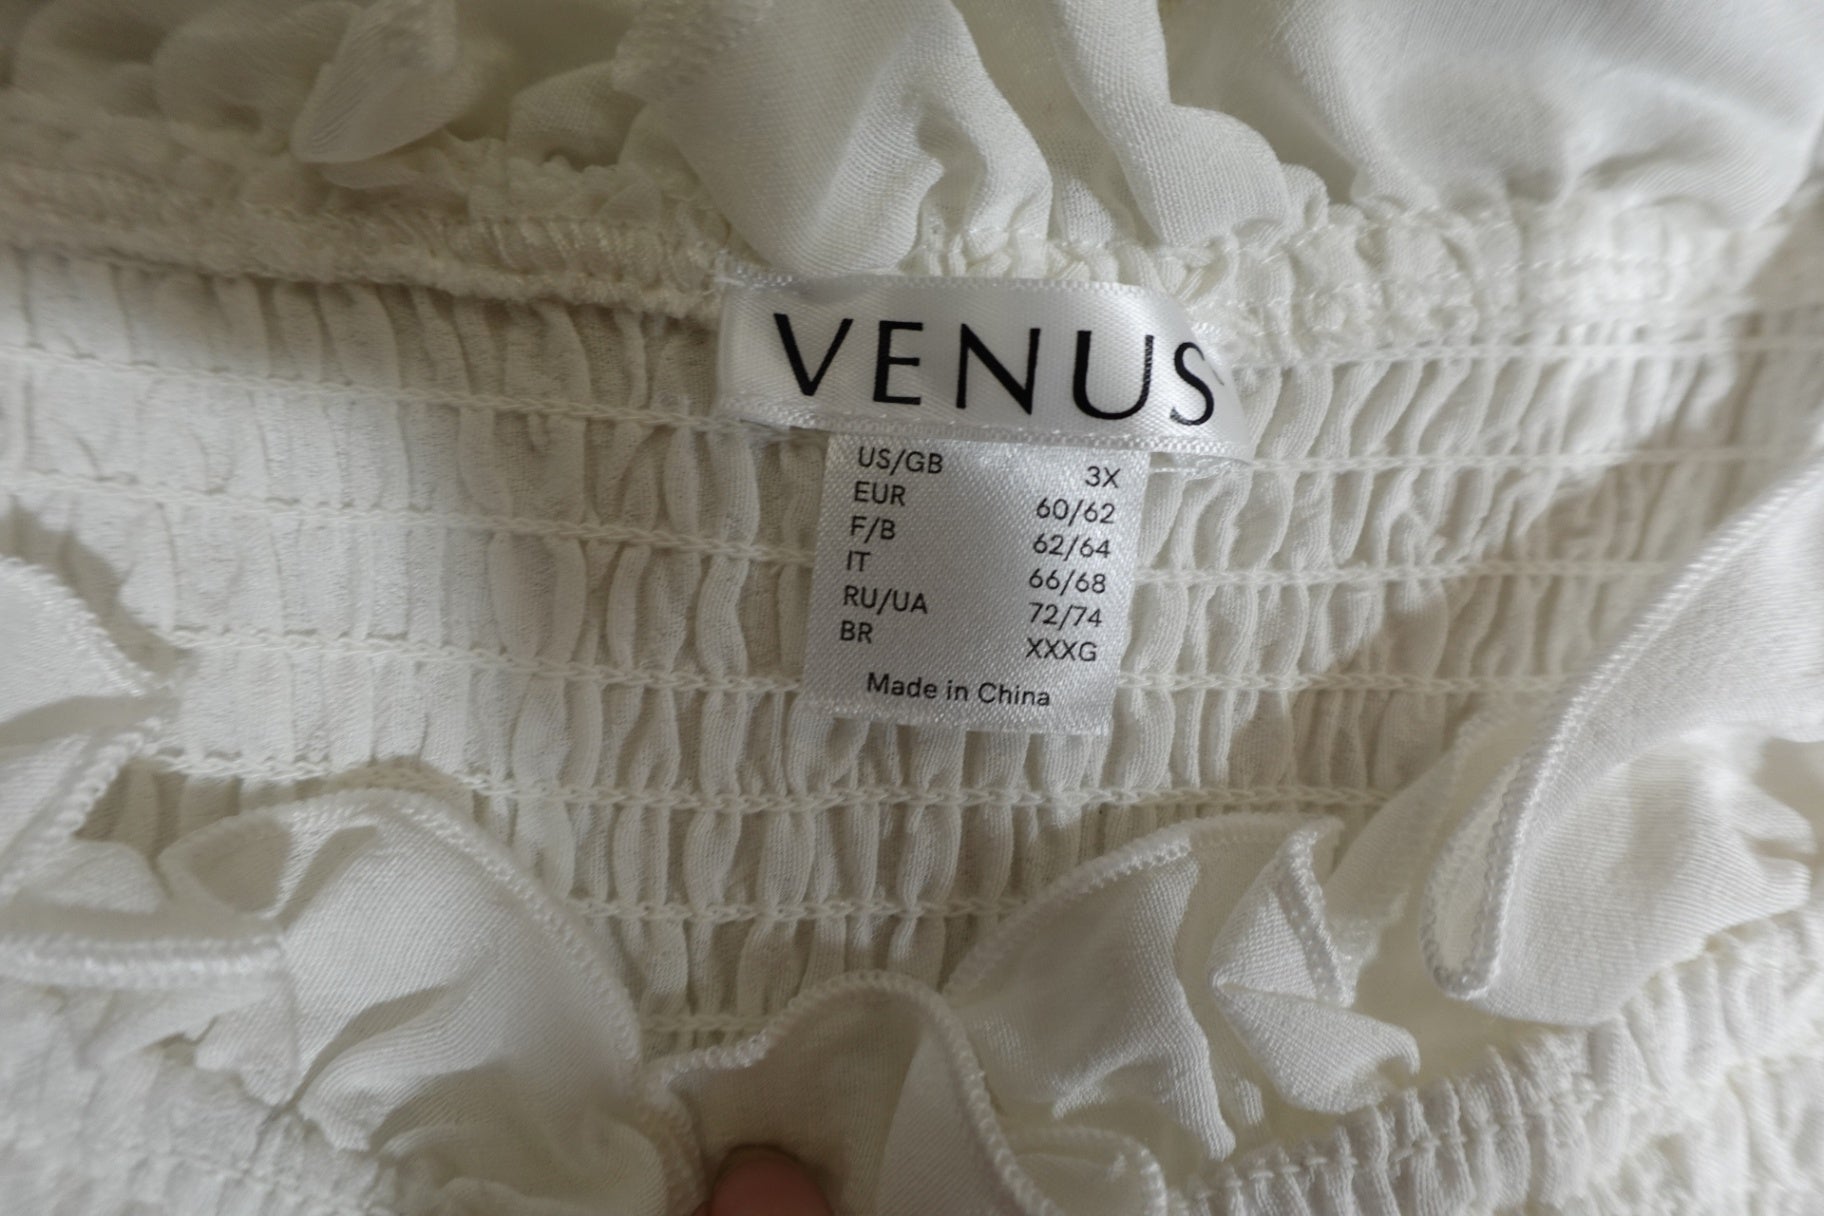 VENUS
US/GB 3X
EUR 60/62
F/B 62/64
IT 66/68
RU/UA 72/74
BR XXXG
Made in China